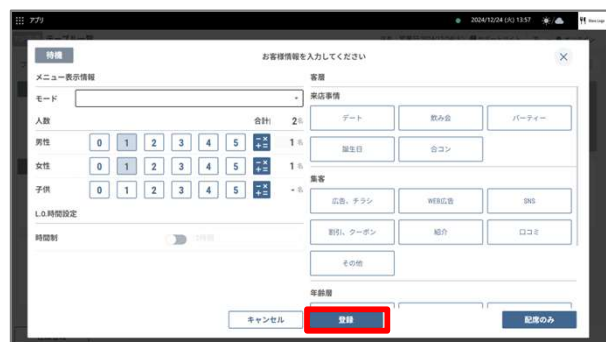 アプリ
2024/12/24 (火) 13:57
待機
お客様情報を入力してください
メニュー表示情報
客層
モード
来店事情
人数
合計: 2名
デート
飲み会
パーティー
男性
0
1
2
3
4
5
1名
誕生日
合コン
女性
0
1
2
3
4
5
1名
集客
子供
0
1
2
3
4
5
-名
広告、チラシ
WEB広告
SNS
L.O.時間設定
割引、クーポン
紹介
口コミ
時間制
その他
年齢層
キャンセル
登録
配席のみ